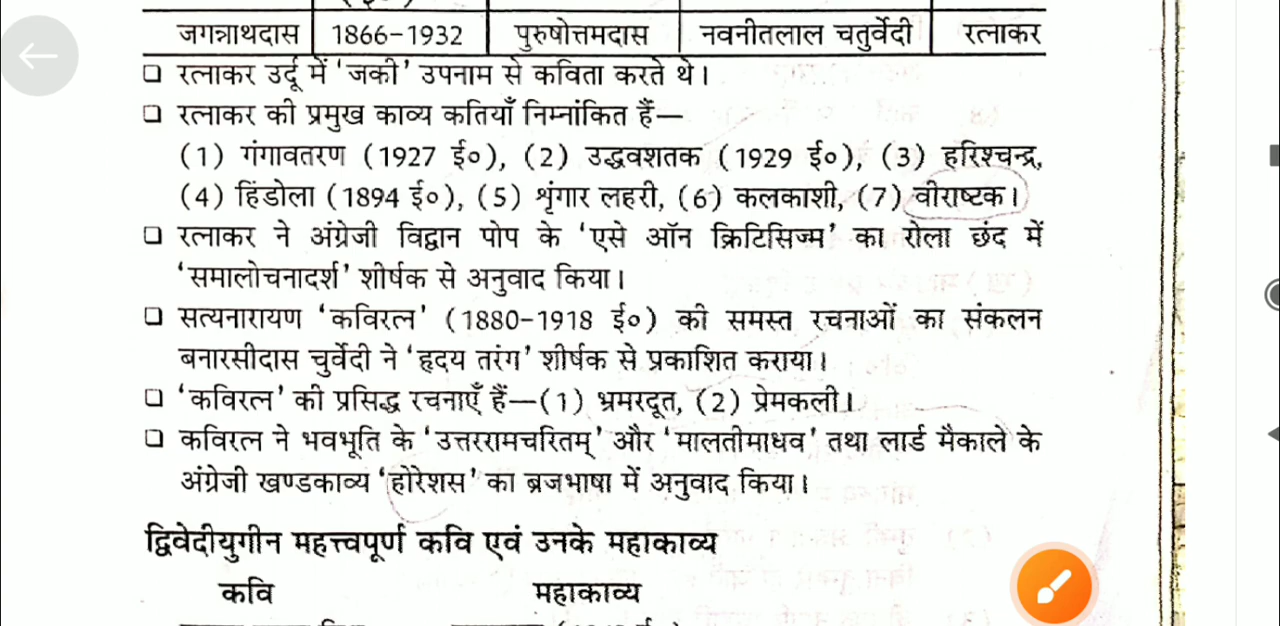 जगन्नाथदास 1866-1932 पुरुषोत्तमदास नवनीतलाल चतुर्वेदी रत्नाकर
❑ रत्नाकर उर्दू में 'जकी' उपनाम से कविता करते थे।
❑ रत्नाकर की प्रमुख काव्य कतियाँ निम्नांकित हैं—
(1) गंगावतरण (1927 ई०), (2) उद्धवशतक (1929 ई०), (3) हरिश्चन्द्र,
(4) हिंडोला (1894 ई०), (5) शृंगार लहरी, (6) कलकाशी, (7) वीराष्टक।
❑ रत्नाकर ने अंग्रेजी विद्वान पोप के 'एसे ऑन क्रिटिसिज्म' का रोला छंद में
'समालोचनादर्श' शीर्षक से अनुवाद किया।
❑ सत्यनारायण 'कविरत्न' (1880-1918 ई०) की समस्त रचनाओं का संकलन
बनारसीदास चुर्वेदी ने 'हृदय तरंग' शीर्षक से प्रकाशित कराया।
❑ 'कविरत्न' की प्रसिद्ध रचनाएँ हैं—(1) भ्रमरदूत, (2) प्रेमकली।
❑ कविरत्न ने भवभूति के 'उत्तररामचरितम्' और 'मालतीमाधव' तथा लार्ड मैकाले के
अंग्रेजी खण्डकाव्य 'होरेशस' का ब्रजभाषा में अनुवाद किया।
द्विवेदीयुगीन महत्त्वपूर्ण कवि एवं उनके महाकाव्य
कवि महाकाव्य